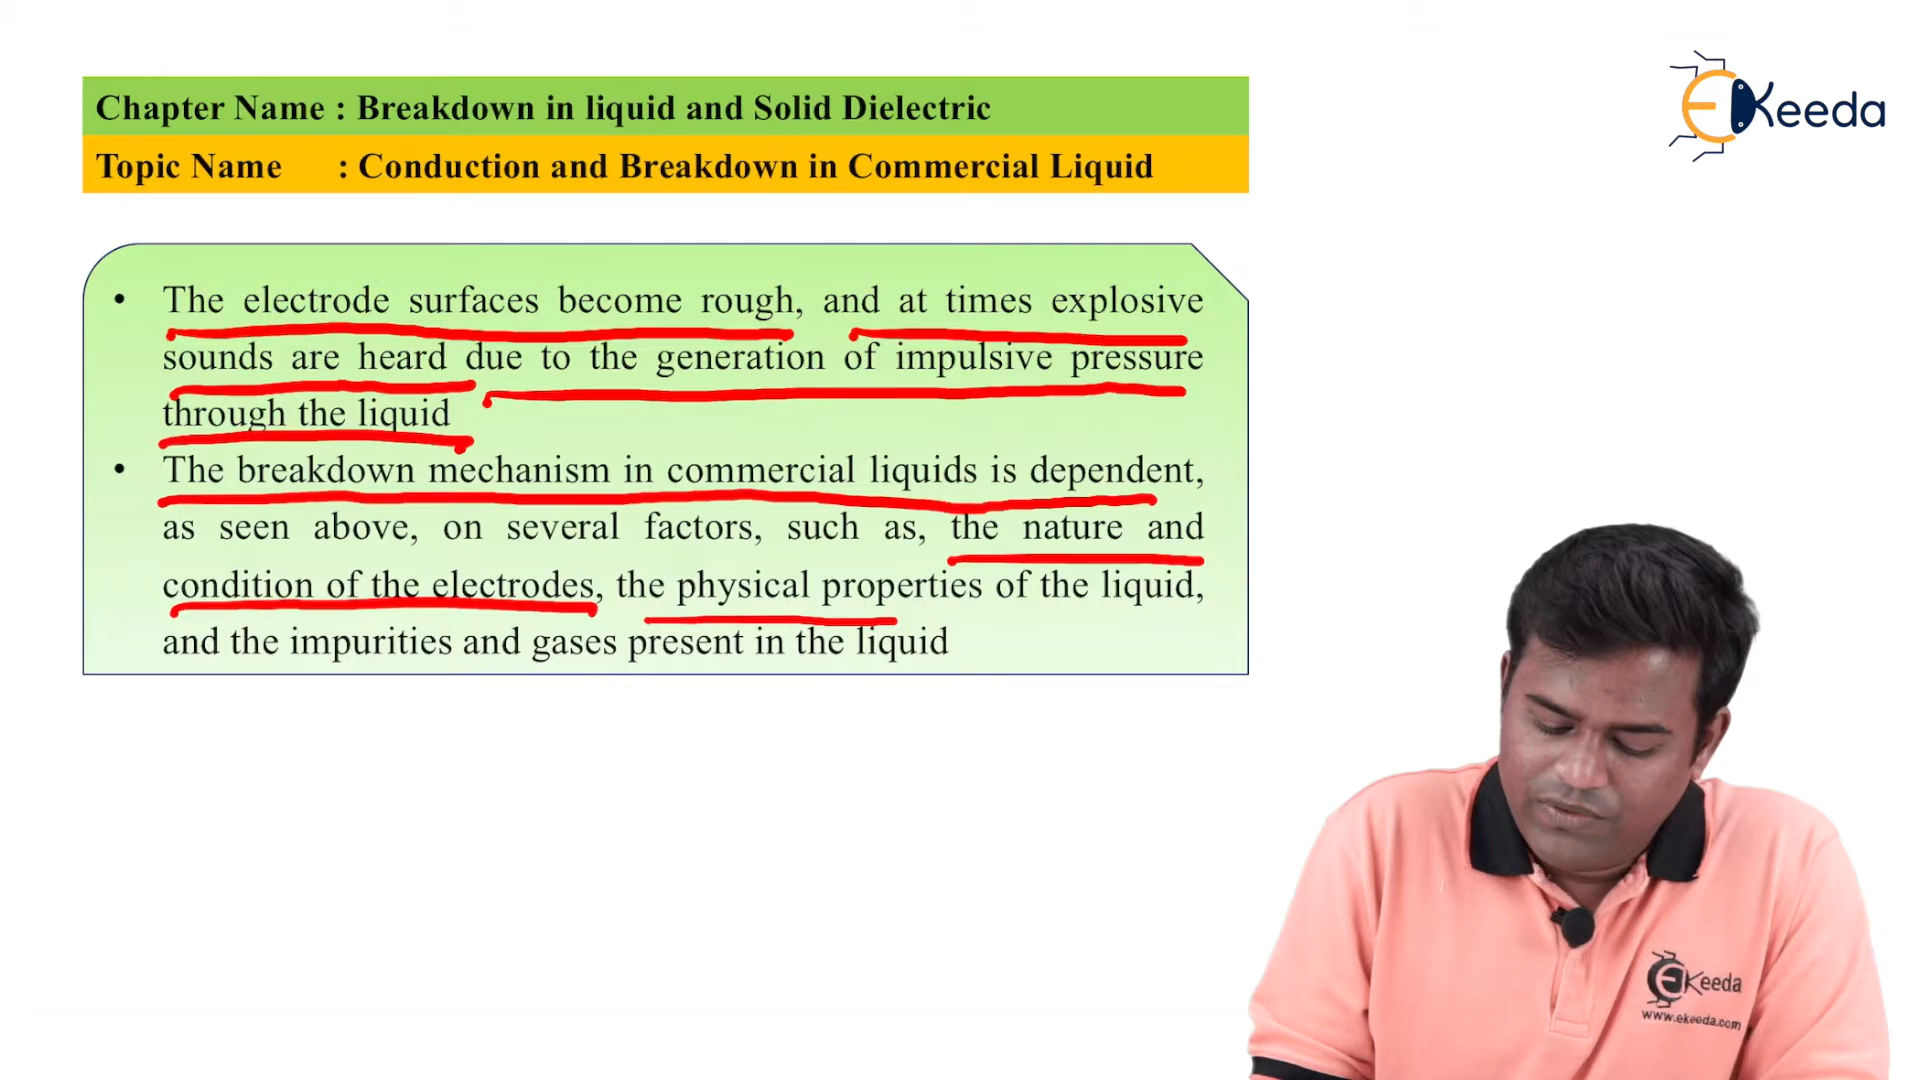 Chapter Name : Breakdown in liquid and Solid Dielectric
Topic Name : Conduction and Breakdown in Commercial Liquid
EKeeda
• The electrode surfaces become rough, and at times explosive
sounds are heard due to the generation of impulsive pressure
through the liquid
• The breakdown mechanism in commercial liquids is dependent,
as seen above, on several factors, such as, the nature and
condition of the electrodes, the physical properties of the liquid,
and the impurities and gases present in the liquid
EKeeda
www.ekeeda.com